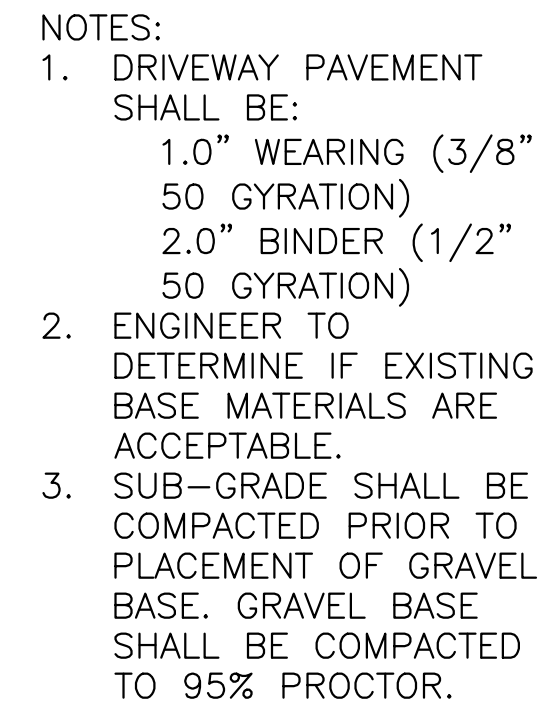 NOTES:
1. DRIVEWAY PAVEMENT
SHALL BE:
1.0” WEARING (3/8”
50 GYRATION)
2.0” BINDER (1/2”
50 GYRATION)
2. ENGINEER TO
DETERMINE IF EXISTING
BASE MATERIALS ARE
ACCEPTABLE.
3. SUB–GRADE SHALL BE
COMPACTED PRIOR TO
PLACEMENT OF GRAVEL
BASE. GRAVEL BASE
SHALL BE COMPACTED
TO 95% PROCTOR.